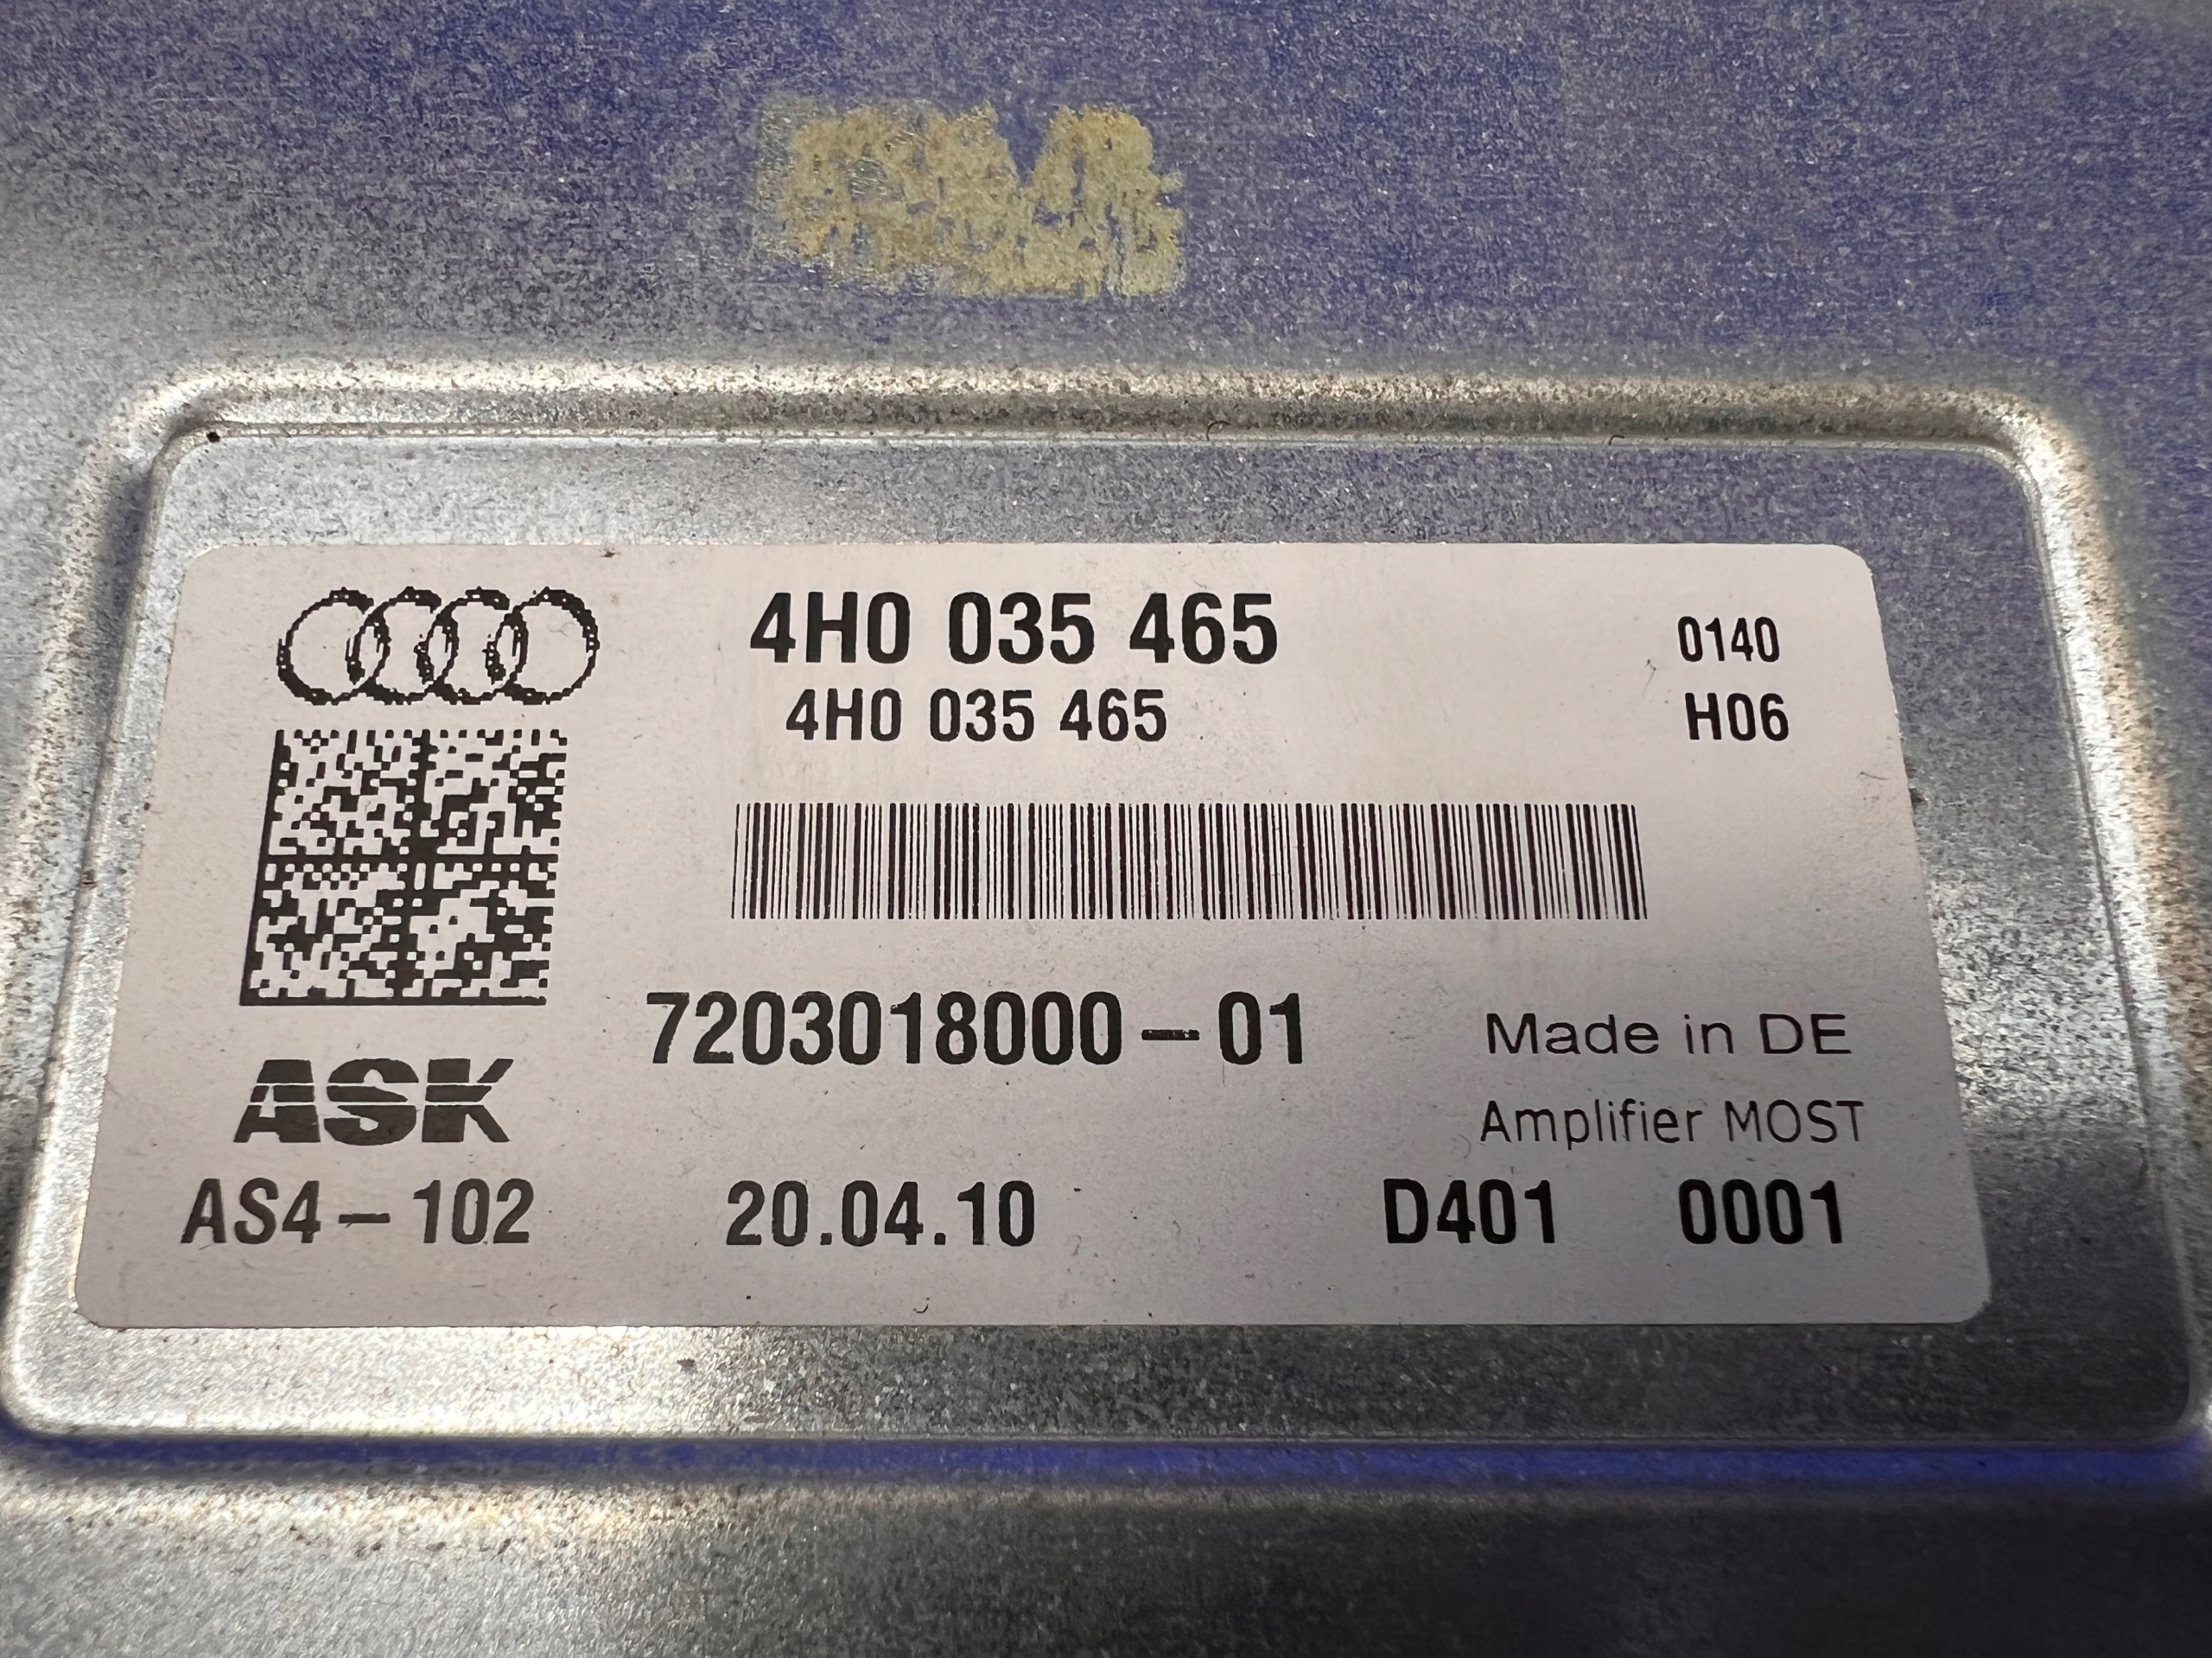 4H0 035 465
0140
4H0 035 465
H06
7203018000-01
Made in DE
ASK
Amplifier MOST
AS4-102
20.04.10
D401 0001